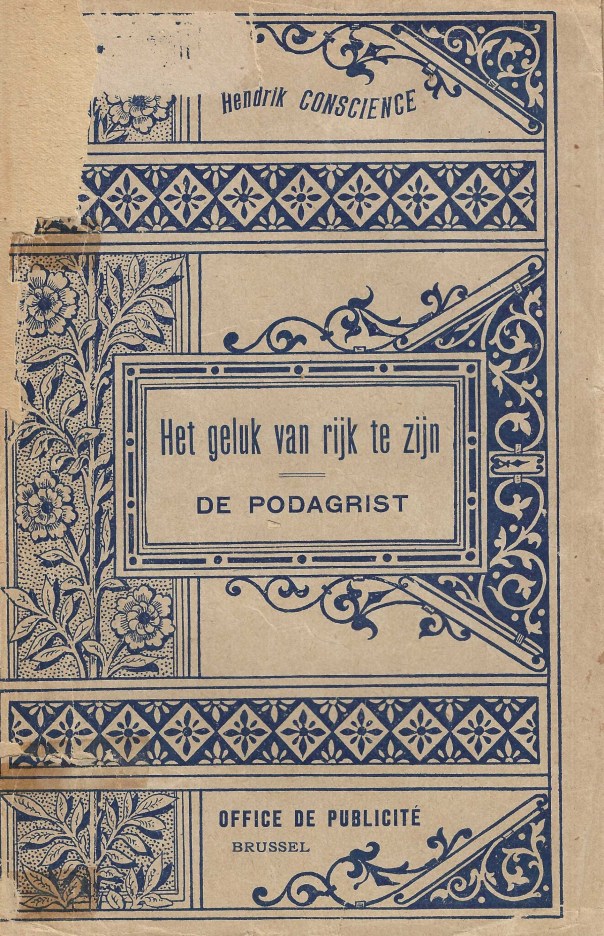 Hendrik CONSCIENCE
Het geluk van rijk te zijn
DE PODAGRIST
OFFICE DE PUBLICITÉ
BRUSSEL